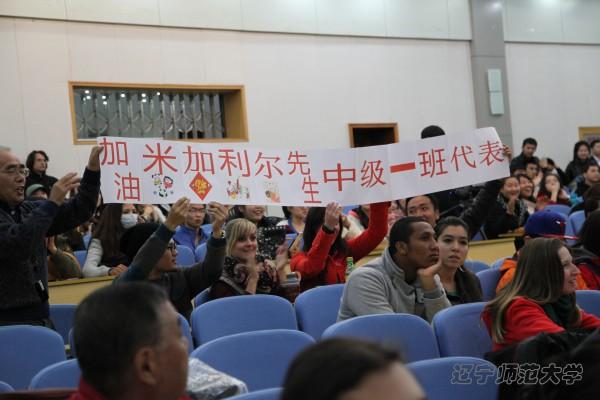 加油
米加利尔先生
中级一班代表
辽宁师范大学